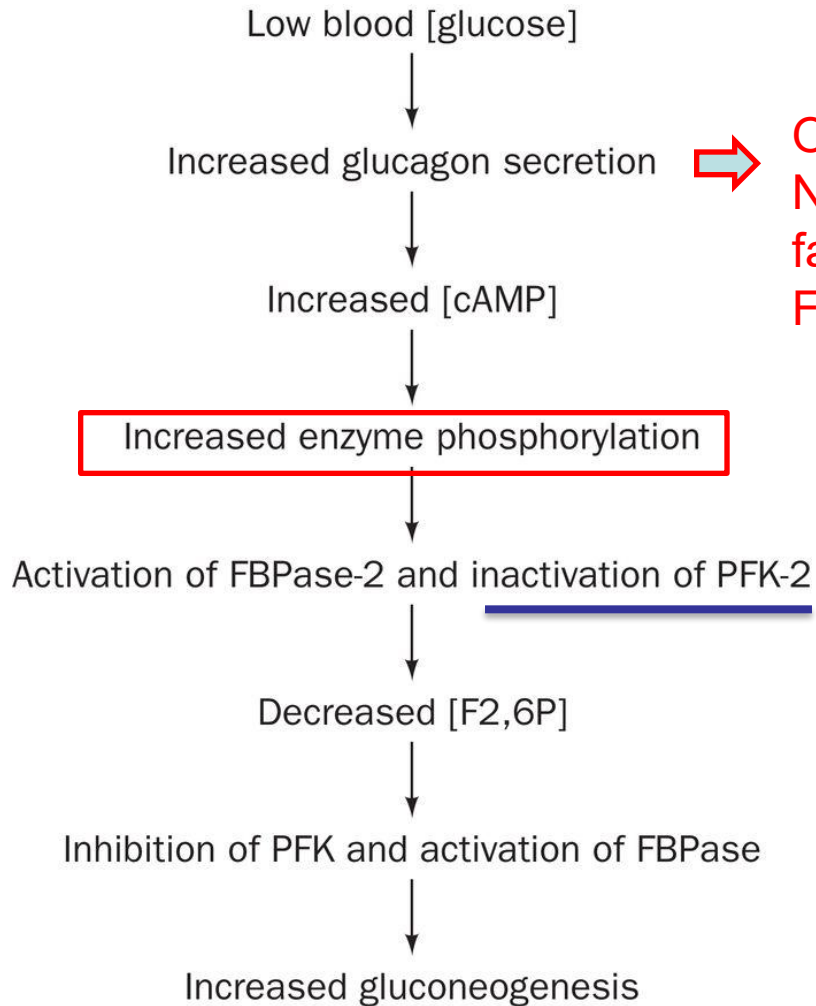 Low blood [glucose]
Increased glucagon secretion
Increased [cAMP]
Increased enzyme phosphorylation
Activation of FBPase-2 and inactivation of PFK-2
Decreased [F2,6P]
Inhibition of PFK and activation of FBPase
Increased gluconeogenesis